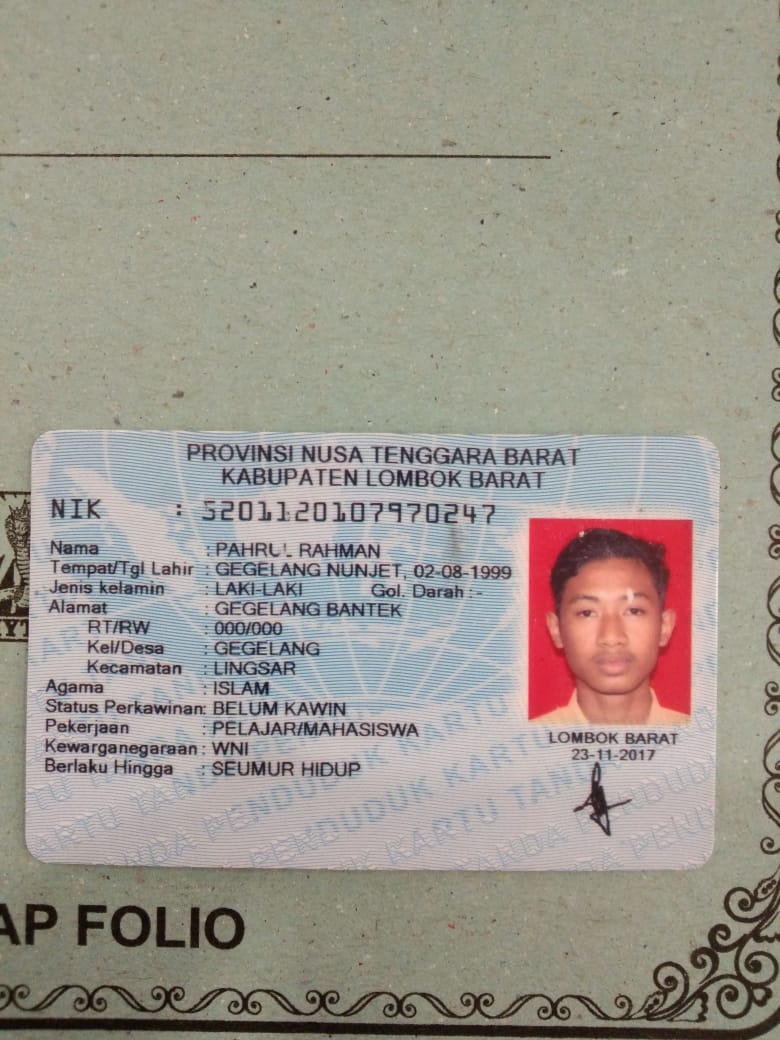 PROVINSI NUSA TENGGARA BARAT
KABUPATEN LOMBOK BARAT
NIK : 5201120107970247
Nama : PAHRUL RAHMAN
Tempat/Tgl Lahir : GEGELANG NUNJET, 02-08-1999
Jenis kelamin : LAKI-LAKI Gol. Darah : -
Alamat : GEGELANG BANTEK
RT/RW : 000/000
Kel/Desa : GEGELANG
Kecamatan : LINGSAR
Agama : ISLAM
Status Perkawinan: BELUM KAWIN
Pekerjaan : PELAJAR/MAHASISWA
Kewarganegaraan : WNI
Berlaku Hingga : SEUMUR HIDUP
LOMBOK BARAT
23-11-2017
PENDUDUK KARTU TANDA
AP FOLIO